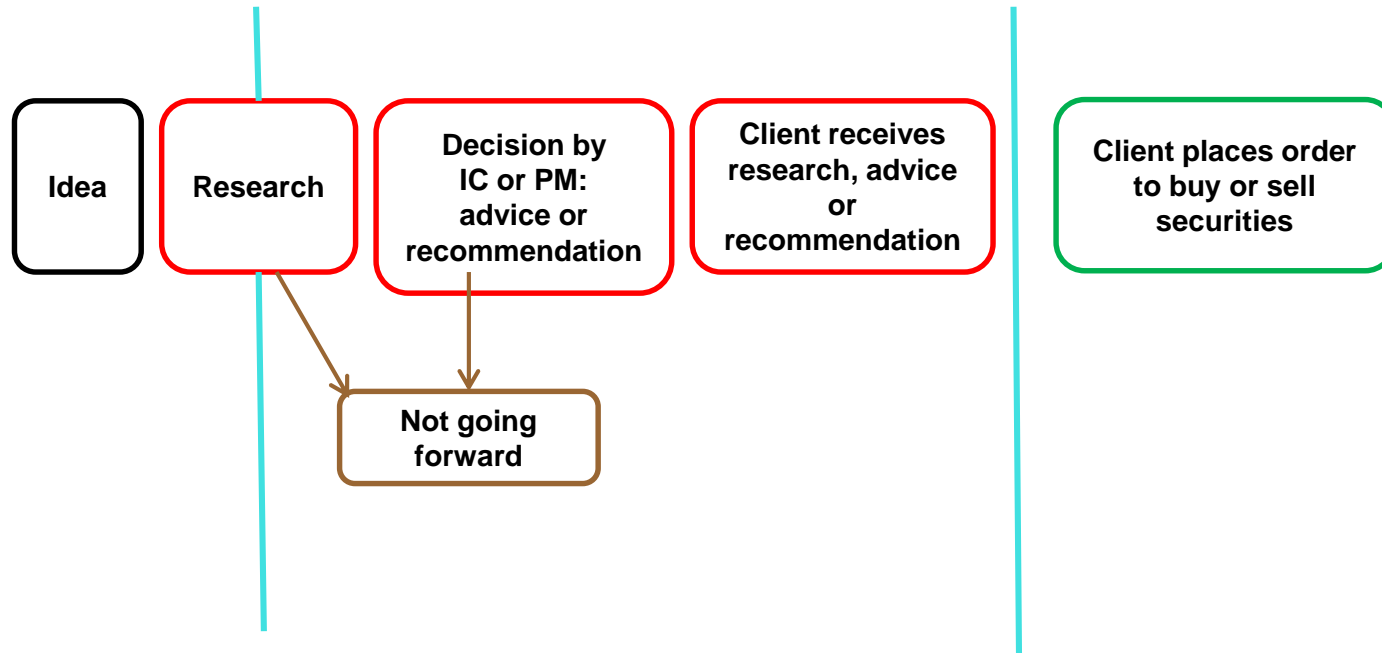 Idea
Research
Decision by
IC or PM:
advice or
recommendation
Client receives
research, advice
or
recommendation
Client places order
to buy or sell
securities
Not going
forward